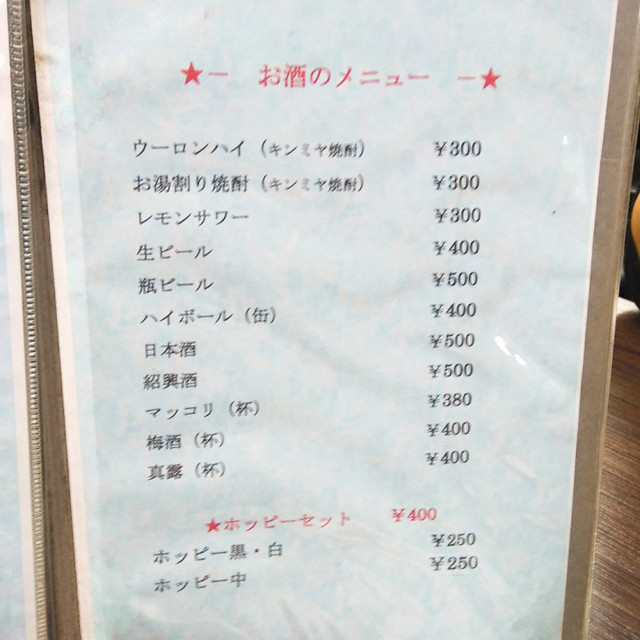 ★－ お酒のメニュー －★
ウーロンハイ（キンミヤ焼酎） ￥300
お湯割り焼酎（キンミヤ焼酎） ￥300
レモンサワー ￥300
生ビール ￥400
瓶ビール ￥500
ハイボール（缶） ￥400
日本酒 ￥500
紹興酒 ￥500
マッコリ（杯） ￥380
梅酒（杯） ￥400
真露（杯） ￥400
★ホッピーセット ￥400
ホッピー黒・白 ￥250
ホッピー中 ￥250